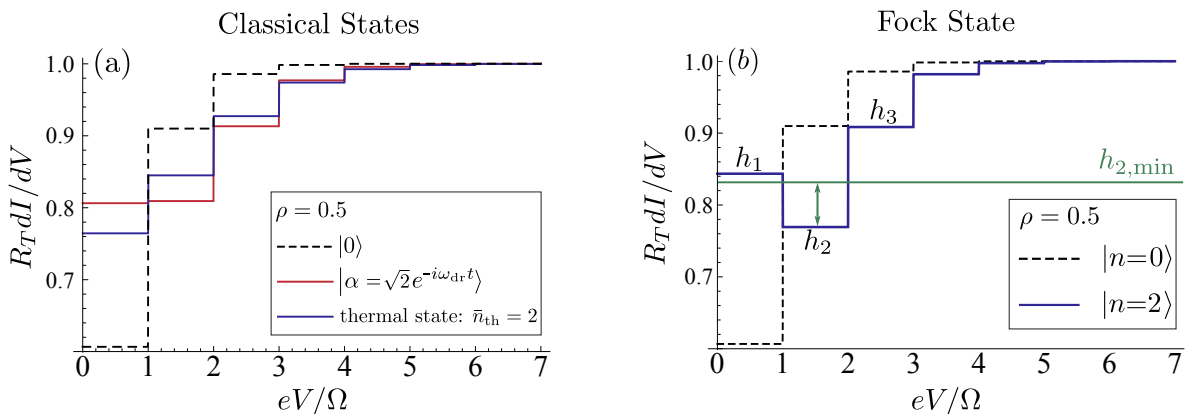 Classical States
(a)
1.0
0.9
0.8
0.7
R_T dI/dV
ρ = 0.5
|0⟩
|α = √2 e^{-iω_{dr}t}⟩
thermal state: n̄_th = 2
0 1 2 3 4 5 6 7
eV/Ω
Fock State
(b)
1.0
0.9
0.8
0.7
R_T dI/dV
h_1
h_2
h_3
h_{2,min}
ρ = 0.5
|n=0⟩
|n=2⟩
0 1 2 3 4 5 6 7
eV/Ω